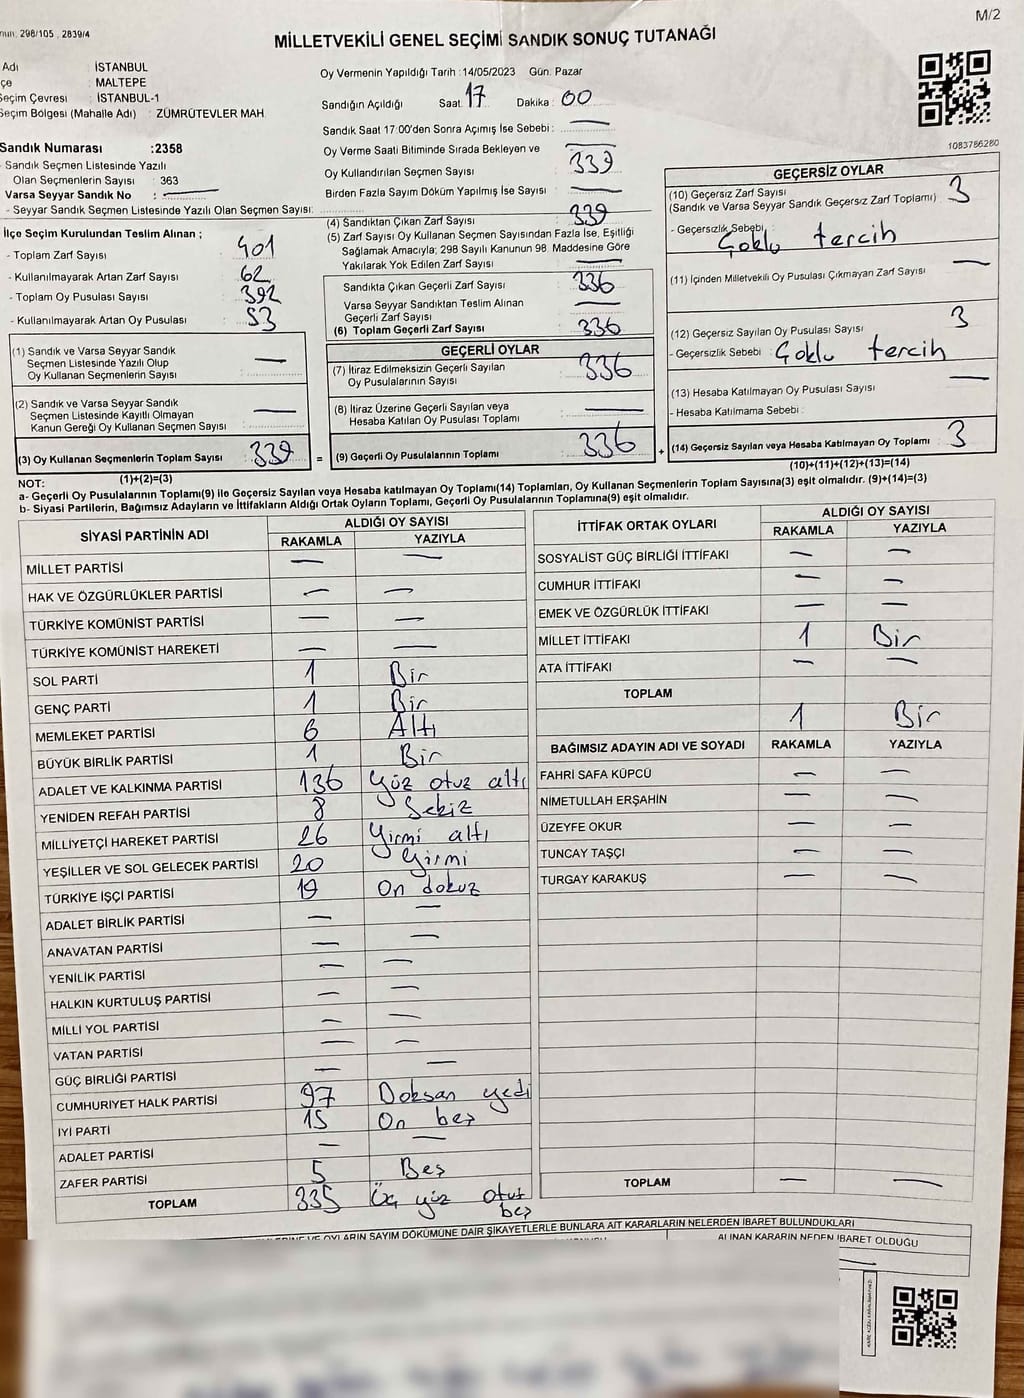 M/2
298/105 . 2839/4
MİLLETVEKİLİ GENEL SEÇİMİ SANDIK SONUÇ TUTANAĞI
Adı : İSTANBUL
: MALTEPE
Seçim Çevresi : İSTANBUL-1
Seçim Bölgesi (Mahalle Adı) : ZÜMRÜTEVLER MAH
Sandık Numarası :2358
- Sandık Seçmen Listesinde Yazılı
Olan Seçmenlerin Sayısı : 363
Varsa Seyyar Sandık No : —
- Seyyar Sandık Seçmen Listesinde Yazılı Olan Seçmen Sayısı:
İlçe Seçim Kurulundan Teslim Alınan ;
- Toplam Zarf Sayısı : 401
- Kullanılmayarak Artan Zarf Sayısı : 62
- Toplam Oy Pusulası Sayısı : 392
- Kullanılmayarak Artan Oy Pusulası : 53
(1) Sandık ve Varsa Seyyar Sandık
Seçmen Listesinde Yazılı Olup
Oy Kullanan Seçmenlerin Sayısı : —
(2) Sandık ve Varsa Seyyar Sandık
Seçmen Listesinde Kayıtlı Olmayan
Kanun Gereği Oy Kullanan Seçmen Sayısı : —
(3) Oy Kullanan Seçmenlerin Toplam Sayısı : 339
(1)+(2)=(3)
Oy Vermenin Yapıldığı Tarih :14/05/2023 Gün: Pazar
Sandığın Açıldığı Saat: 17 Dakika : 00
Sandık Saat 17:00'den Sonra Açımış İse Sebebi : —
Oy Verme Saati Bitiminde Sırada Bekleyen ve —
Oy Kullandırılan Seçmen Sayısı : 339
Birden Fazla Sayım Döküm Yapılmış İse Sayısı : —
(4) Sandıktan Çıkan Zarf Sayısı : 339
(5) Zarf Sayısı Oy Kullanan Seçmen Sayısından Fazla İse, Eşitliği
Sağlamak Amacıyla; 298 Sayılı Kanunun 98. Maddesine Göre
Yakılarak Yok Edilen Zarf Sayısı : —
Sandıkta Çıkan Geçerli Zarf Sayısı : 336
Varsa Seyyar Sandıktan Teslim Alınan
Geçerli Zarf Sayısı : —
(6) Toplam Geçerli Zarf Sayısı : 336
GEÇERLİ OYLAR
(7) İtiraz Edilmeksizin Geçerli Sayılan
Oy Pusulalarının Sayısı : 336
(8) İtiraz Üzerine Geçerli Sayılan veya
Hesaba Katılan Oy Pusulası Toplamı : —
= (9) Geçerli Oy Pusulalarının Toplamı : 336
1083786280
GEÇERSİZ OYLAR
(10) Geçersiz Zarf Sayısı : 3
(Sandık ve Varsa Seyyar Sandık Geçersiz Zarf Toplamı)
- Geçersizlik Sebebi : Çoklu tercih
(11) İçinden Milletvekili Oy Pusulası Çıkmayan Zarf Sayısı : —
(12) Geçersiz Sayılan Oy Pusulası Sayısı : 3
- Geçersizlik Sebebi : Çoklu tercih
(13) Hesaba Katılmayan Oy Pusulası Sayısı : —
- Hesaba Katılmama Sebebi :
+ (14) Geçersiz Sayılan veya Hesaba Katılmayan Oy Toplamı : 3
(10)+(11)+(12)+(13)=(14)
NOT:
a- Geçerli Oy Pusulalarının Toplamı(9) ile Geçersiz Sayılan veya Hesaba katılmayan Oy Toplamı(14) Toplamları, Oy Kullanan Seçmenlerin Toplam Sayısına(3) eşit olmalıdır. (9)+(14)=(3)
b- Siyasi Partilerin, Bağımsız Adayların ve İttifakların Aldığı Ortak Oyların Toplamı, Geçerli Oy Pusulalarının Toplamına(9) eşit olmalıdır.
SİYASİ PARTİNİN ADI ALDIĞI OY SAYISI
RAKAMLA YAZIYLA
MİLLET PARTİSİ — —
HAK VE ÖZGÜRLÜKLER PARTİSİ — —
TÜRKİYE KOMÜNİST PARTİSİ — —
TÜRKİYE KOMÜNİST HAREKETİ — —
SOL PARTİ 1 Bir
GENÇ PARTİ 1 Bir
MEMLEKET PARTİSİ 6 Altı
BÜYÜK BİRLİK PARTİSİ 1 Bir
ADALET VE KALKINMA PARTİSİ 136 Yüz otuz altı
YENİDEN REFAH PARTİSİ 8 Sekiz
MİLLİYETÇİ HAREKET PARTİSİ 26 Yirmi altı
YEŞİLLER VE SOL GELECEK PARTİSİ 20 Yirmi
TÜRKİYE İŞÇİ PARTİSİ 19 On dokuz
ADALET BİRLİK PARTİSİ — —
ANAVATAN PARTİSİ — —
YENİLİK PARTİSİ — —
HALKIN KURTULUŞ PARTİSİ — —
MİLLİ YOL PARTİSİ — —
VATAN PARTİSİ — —
GÜÇ BİRLİĞİ PARTİSİ — —
CUMHURİYET HALK PARTİSİ 97 Doksan yedi
İYİ PARTİ 15 On beş
ADALET PARTİSİ — —
ZAFER PARTİSİ 5 Beş
TOPLAM 335 Üç yüz otuz
beş
İTTİFAK ORTAK OYLARI ALDIĞI OY SAYISI
RAKAMLA YAZIYLA
SOSYALİST GÜÇ BİRLİĞİ İTTİFAKI — —
CUMHUR İTTİFAKI — —
EMEK VE ÖZGÜRLÜK İTTİFAKI — —
MİLLET İTTİFAKI 1 Bir
ATA İTTİFAKI — —
TOPLAM
1 Bir
BAĞIMSIZ ADAYIN ADI VE SOYADI RAKAMLA YAZIYLA
FAHRİ SAFA KÜPCÜ — —
NİMETULLAH ERŞAHİN — —
ÜZEYFE OKUR — —
TUNCAY TAŞÇI — —
TURGAY KARAKUŞ — —
TOPLAM — —
VE OYLARIN SAYIM DÖKÜMÜNE DAİR ŞİKAYETLERLE BUNLARA AİT KARARLARIN NELERDEN İBARET BULUNDUKLARI
ALINAN KARARIN NEDEN İBARET OLDUĞU
—